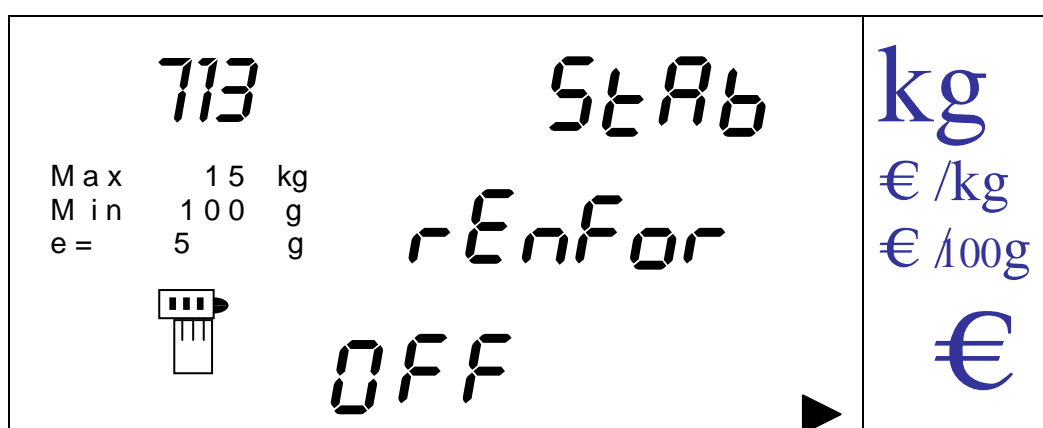 713 StAb
kg
Max 15 kg
€ /kg
Min 100 g
rEnFor
e = 5 g
€ /100g
OFF
€